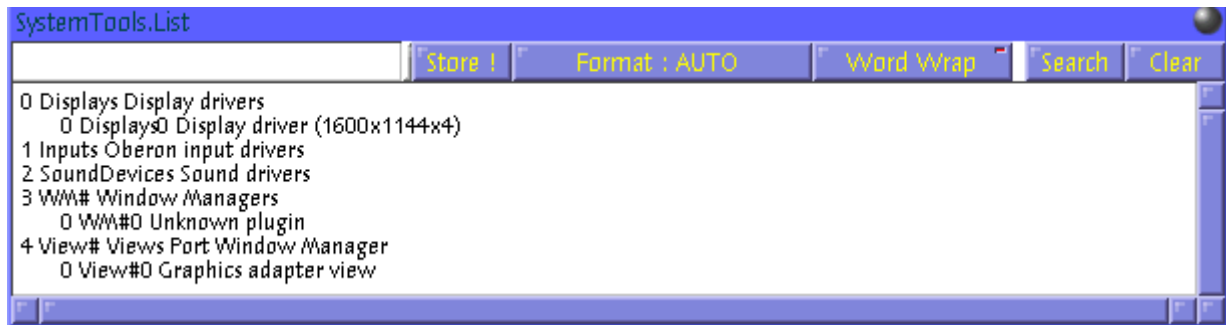 SystemTools.List
Store ! Format : AUTO Word Wrap Search Clear
0 Displays Display drivers
0 Displays0 Display driver (1600x1144x4)
1 Inputs Oberon input drivers
2 SoundDevices Sound drivers
3 WM# Window Managers
0 WM#0 Unknown plugin
4 View# Views Port Window Manager
0 View#0 Graphics adapter view